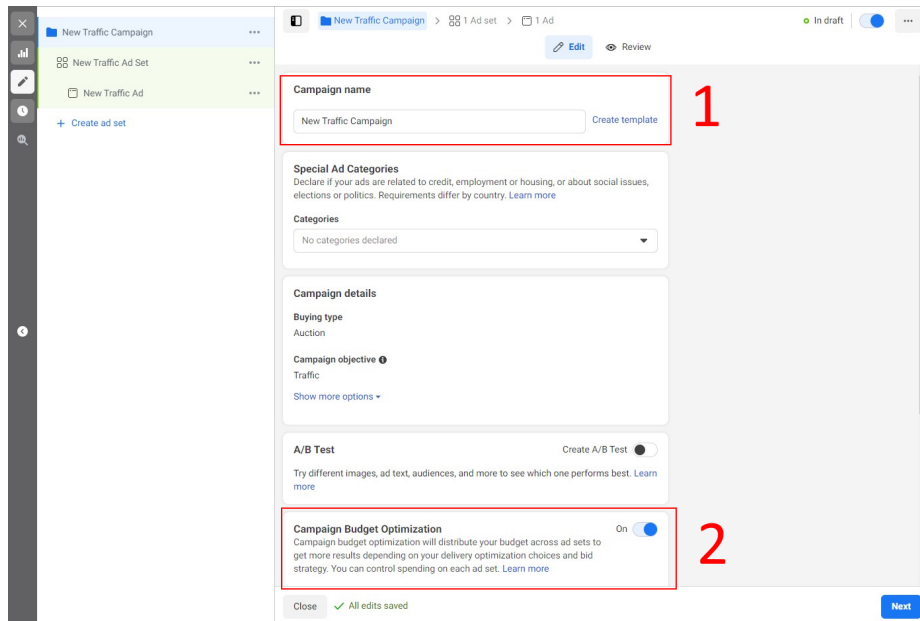 New Traffic Campaign
New Traffic Ad Set
New Traffic Ad
+ Create ad set
New Traffic Campaign > 1 Ad set > 1 Ad
In draft
Edit
Review
Campaign name
New Traffic Campaign
Create template
1
Special Ad Categories
Declare if your ads are related to credit, employment or housing, or about social issues,
elections or politics. Requirements differ by country. Learn more
Categories
No categories declared
Campaign details
Buying type
Auction
Campaign objective
Traffic
Show more options
A/B Test
Create A/B Test
Try different images, ad text, audiences, and more to see which one performs best. Learn
more
Campaign Budget Optimization
On
Campaign budget optimization will distribute your budget across ad sets to
get more results depending on your delivery optimization choices and bid
strategy. You can control spending on each ad set. Learn more
2
Close
All edits saved
Next